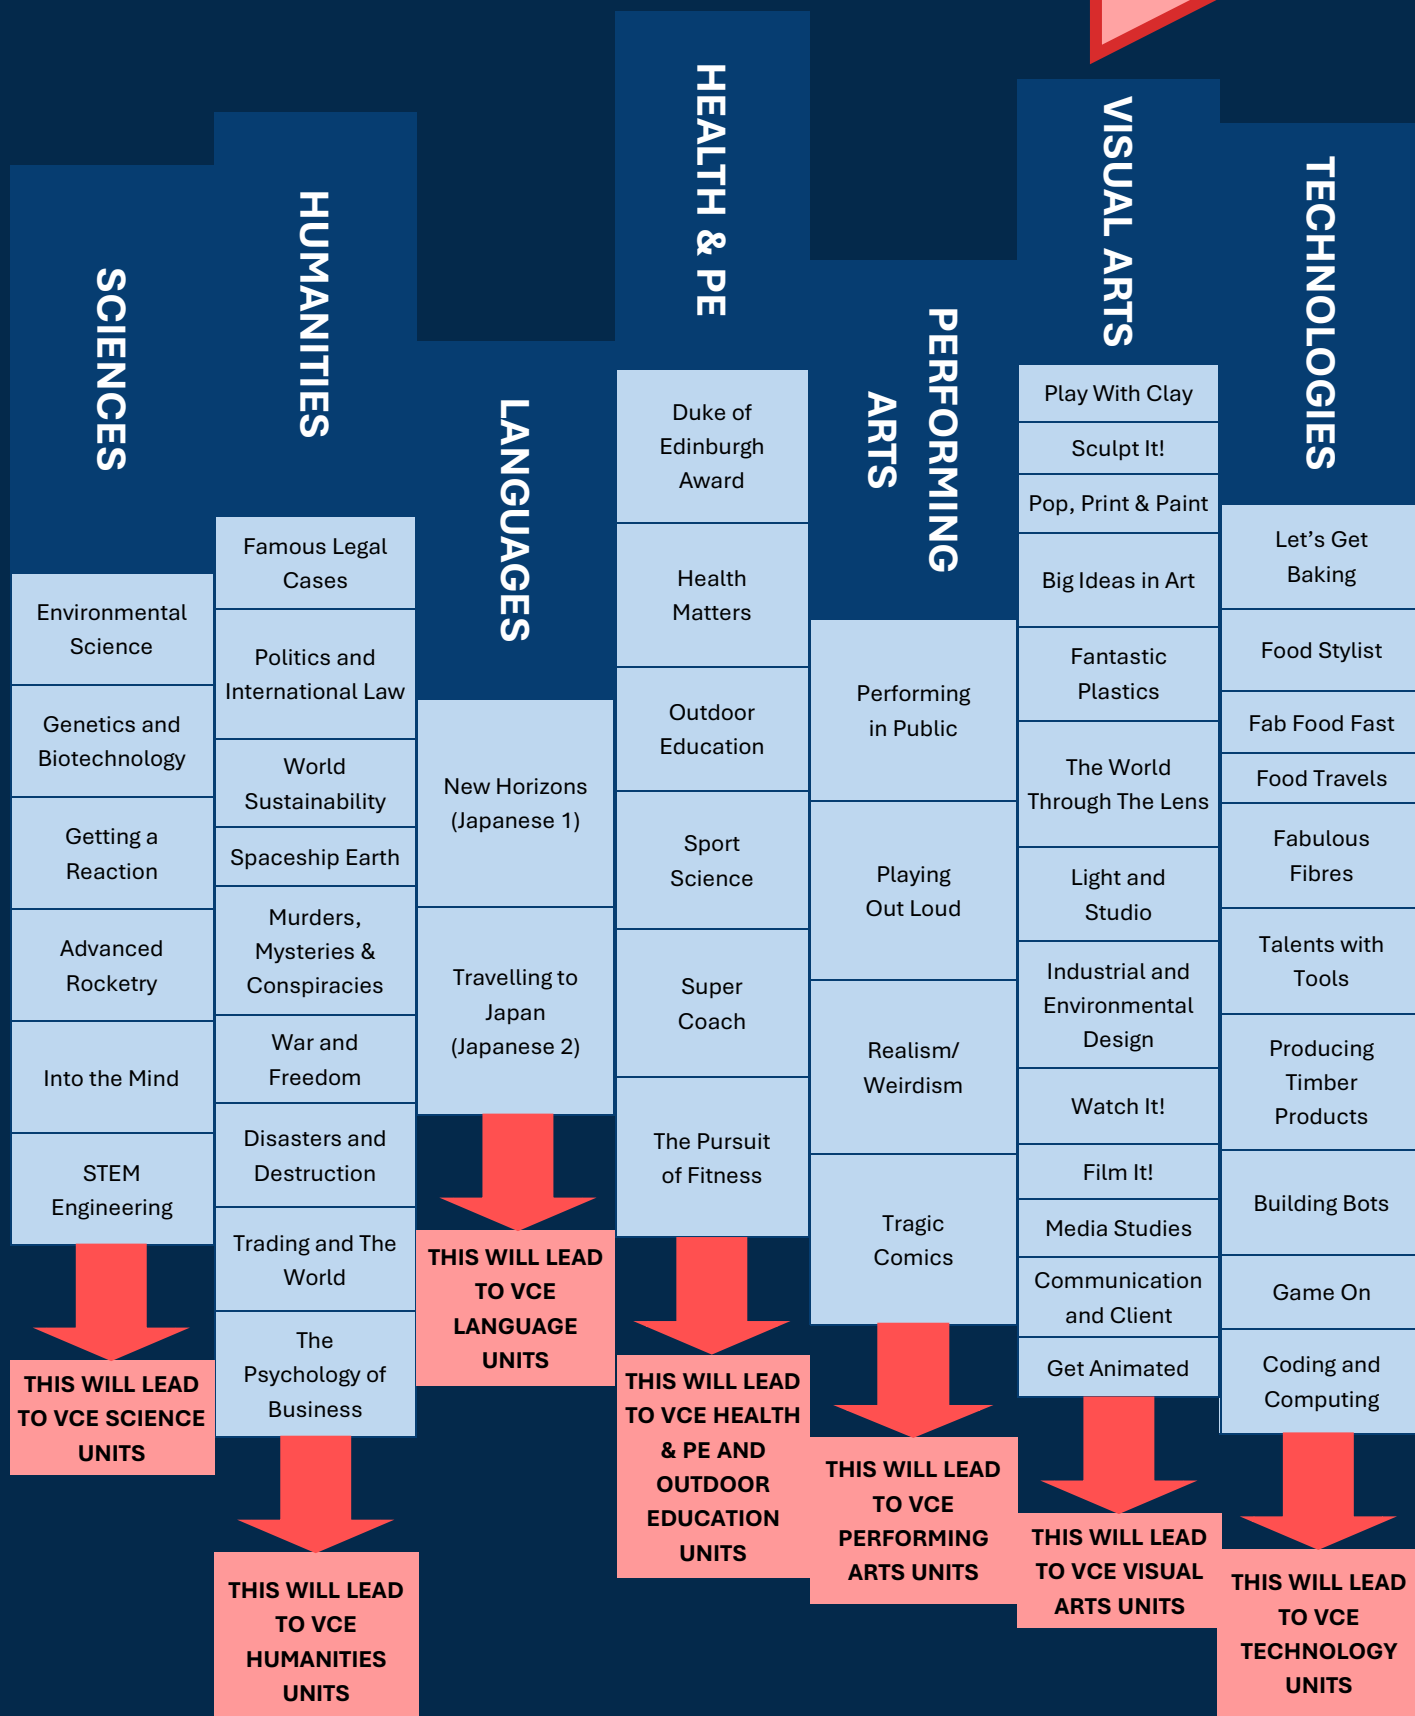 SCIENCES
Environmental
Science
Genetics and
Biotechnology
Getting a
Reaction
Advanced
Rocketry
Into the Mind
STEM
Engineering
THIS WILL LEAD
TO VCE SCIENCE
UNITS
HUMANITIES
Famous Legal
Cases
Politics and
International Law
World
Sustainability
Spaceship Earth
Murders,
Mysteries &
Conspiracies
War and
Freedom
Disasters and
Destruction
Trading and The
World
The
Psychology of
Business
THIS WILL LEAD
TO VCE
HUMANITIES
UNITS
LANGUAGES
New Horizons
(Japanese 1)
Travelling to
Japan
(Japanese 2)
THIS WILL LEAD
TO VCE
LANGUAGE
UNITS
HEALTH & PE
Duke of
Edinburgh
Award
Health
Matters
Outdoor
Education
Sport
Science
Super
Coach
The Pursuit
of Fitness
THIS WILL LEAD
TO VCE HEALTH
& PE AND
OUTDOOR
EDUCATION
UNITS
PERFORMING
ARTS
Performing
in Public
Playing
Out Loud
Realism/
Weirdism
Tragic
Comics
THIS WILL LEAD
TO VCE
PERFORMING
ARTS UNITS
VISUAL ARTS
Play With Clay
Sculpt It!
Pop, Print & Paint
Big Ideas in Art
Fantastic
Plastics
The World
Through The Lens
Light and
Studio
Industrial and
Environmental
Design
Watch It!
Film It!
Media Studies
Communication
and Client
Get Animated
THIS WILL LEAD
TO VCE VISUAL
ARTS UNITS
TECHNOLOGIES
Let's Get
Baking
Food Stylist
Fab Food Fast
Food Travels
Fabulous
Fibres
Talents with
Tools
Producing
Timber
Products
Building Bots
Game On
Coding and
Computing
THIS WILL LEAD
TO VCE
TECHNOLOGY
UNITS